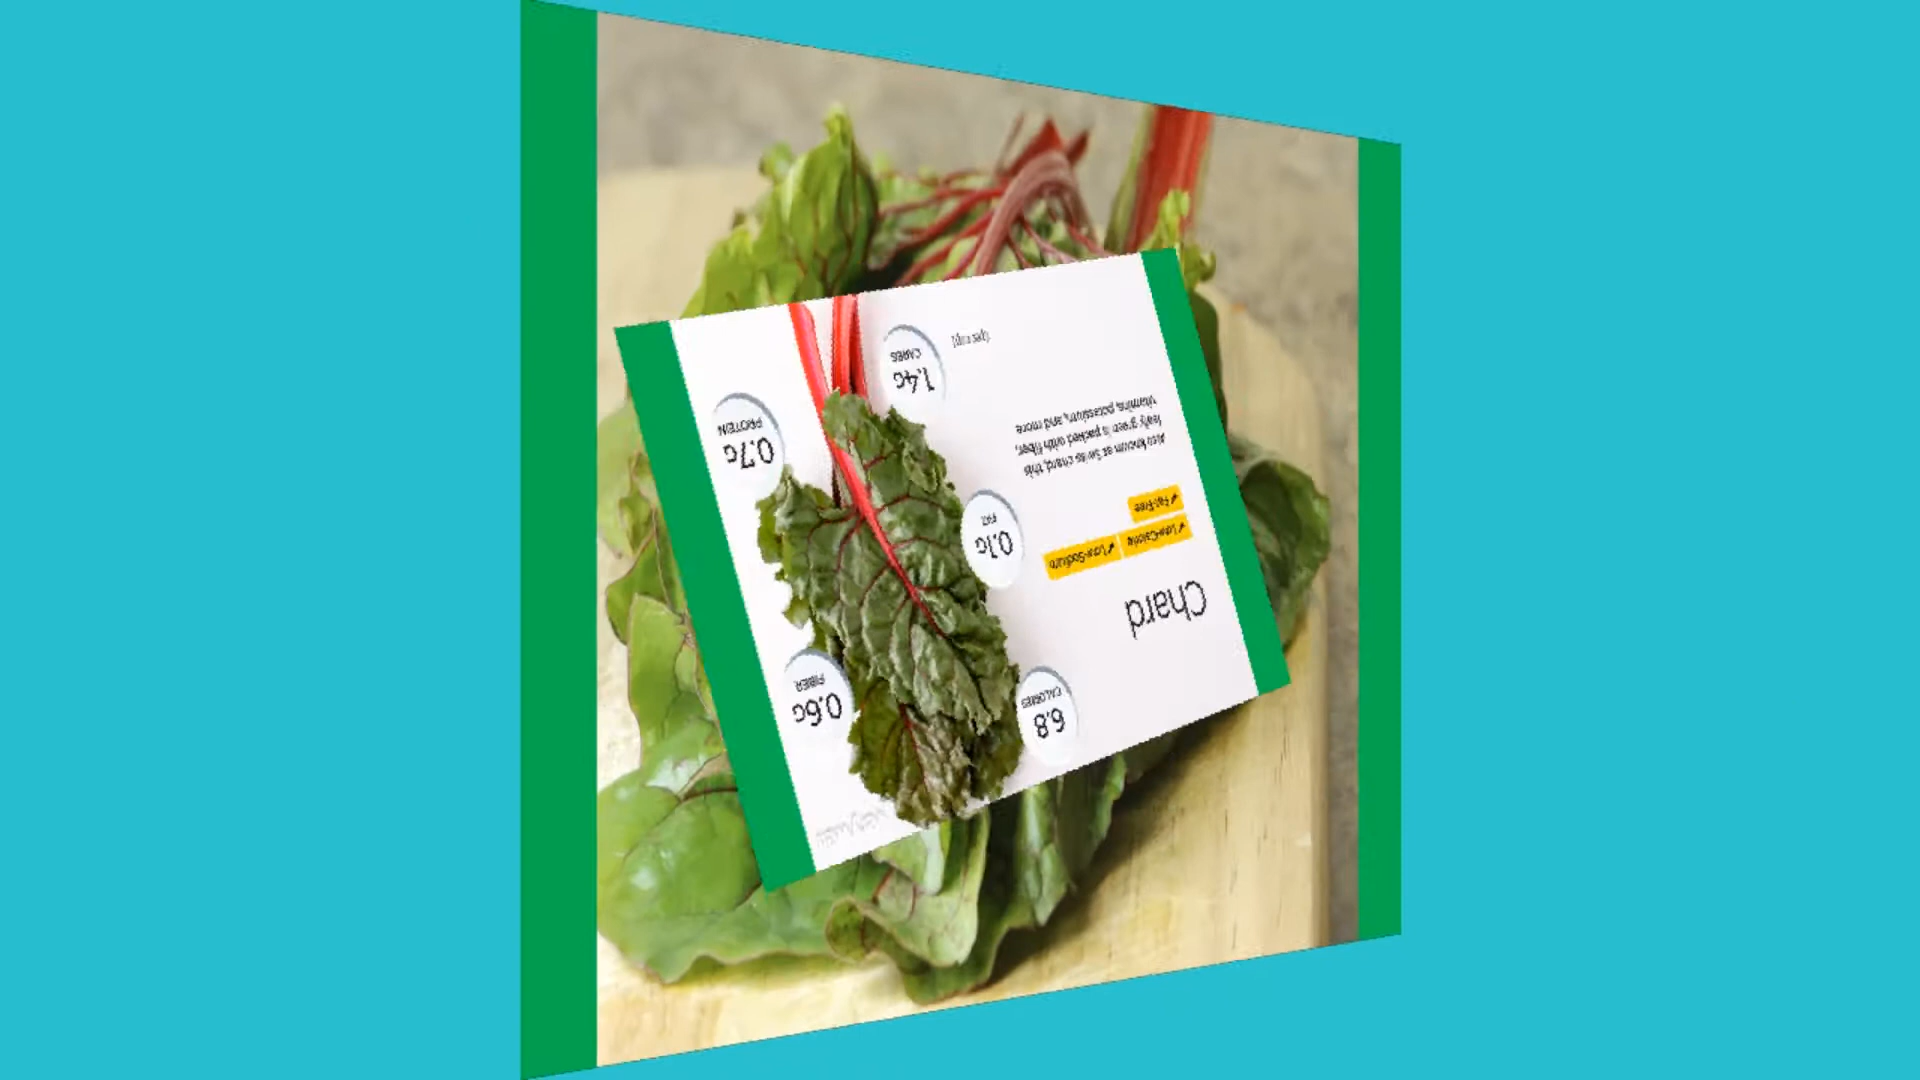 Chard
✓ Low-Calorie ✓ Low-Sodium
✓ Fat-Free
Also known as Swiss chard, this
leafy green is packed with fiber,
vitamins, potassium, and more
(per cup)
6.8
CALORIES
0.1G
FAT
1.4G
CARBS
0.6G
FIBER
0.7G
PROTEIN